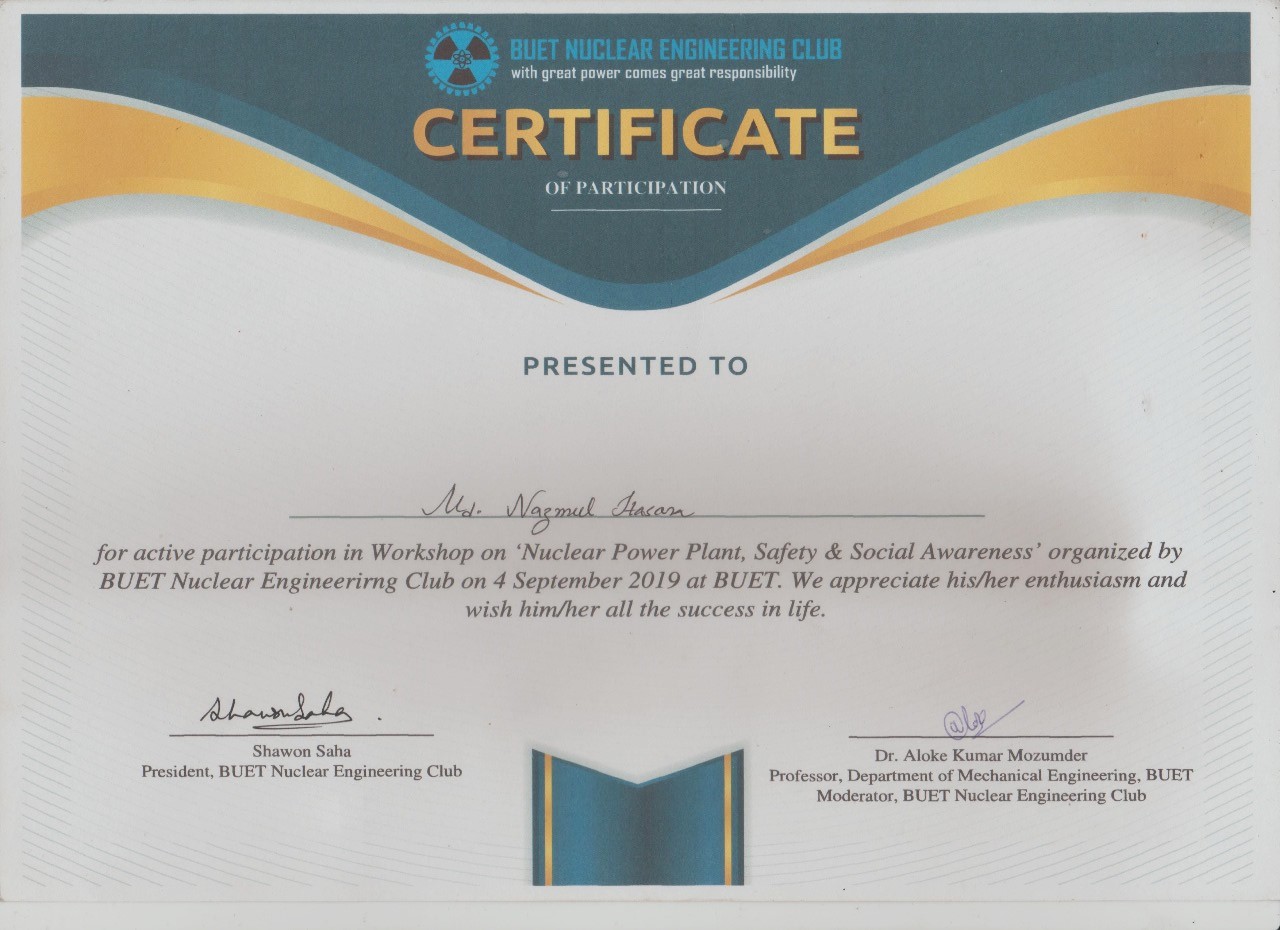 BUET NUCLEAR ENGINEERING CLUB
with great power comes great responsibility
CERTIFICATE
OF PARTICIPATION
PRESENTED TO
Md. Nazmul Hasan
for active participation in Workshop on ‘Nuclear Power Plant, Safety & Social Awareness’ organized by
BUET Nuclear Engineerirng Club on 4 September 2019 at BUET. We appreciate his/her enthusiasm and
wish him/her all the success in life.
Shawon Saha
Shawon Saha
President, BUET Nuclear Engineering Club
Dr. Aloke Kumar Mozumder
Professor, Department of Mechanical Engineering, BUET
Moderator, BUET Nuclear Engineering Club